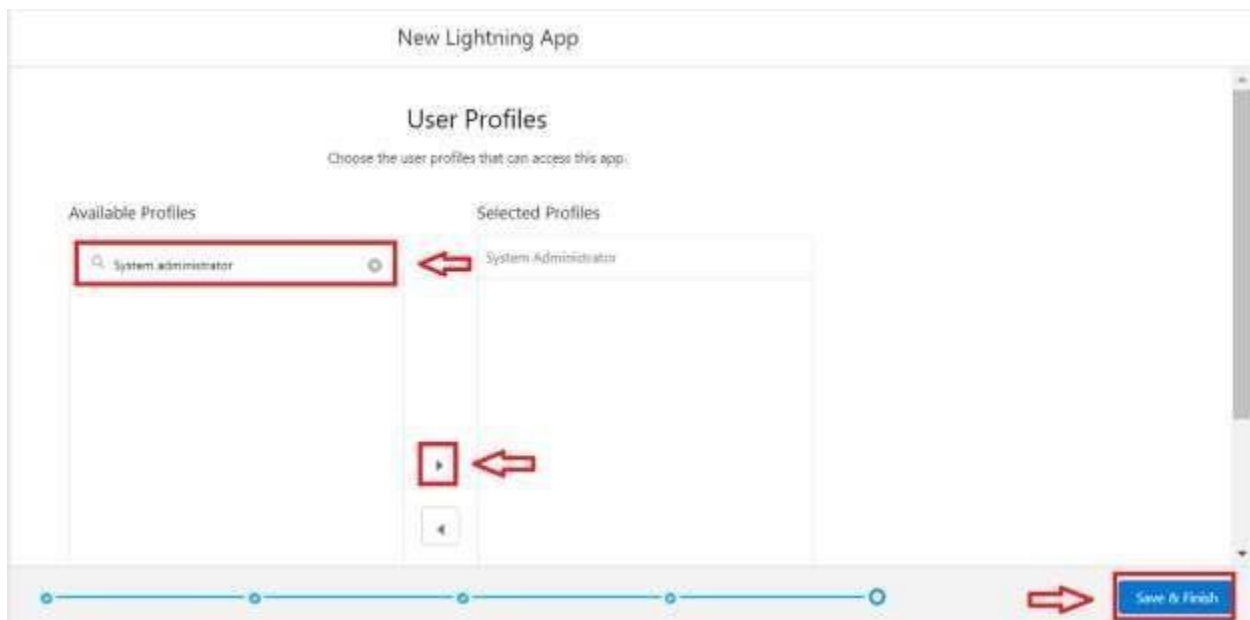 New Lightning App
User Profiles
Choose the user profiles that can access this app.
Available Profiles
Selected Profiles
System administrator
System Administrator
Save & Finish